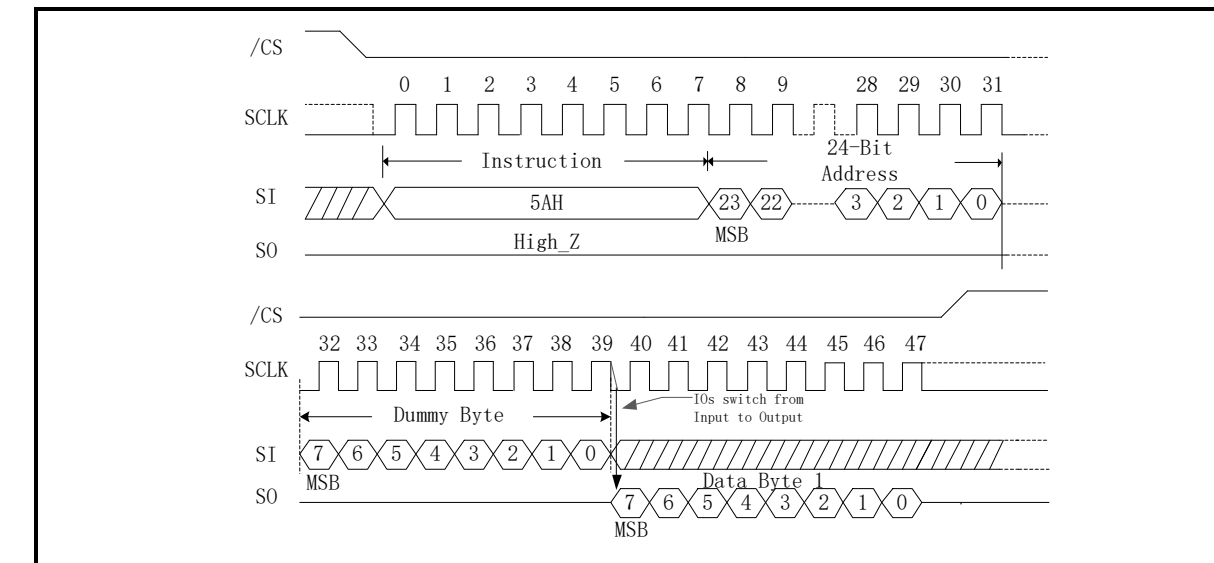 /CS
0 1 2 3 4 5 6 7 8 9 28 29 30 31
SCLK
Instruction
24-Bit
Address
SI
5AH
23 22 3 2 1 0
MSB
High_Z
SO
/CS
32 33 34 35 36 37 38 39 40 41 42 43 44 45 46 47
SCLK
IOs switch from
Input to Output
Dummy Byte
SI
7 6 5 4 3 2 1 0
MSB
Data Byte 1
SO
7 6 5 4 3 2 1 0
MSB